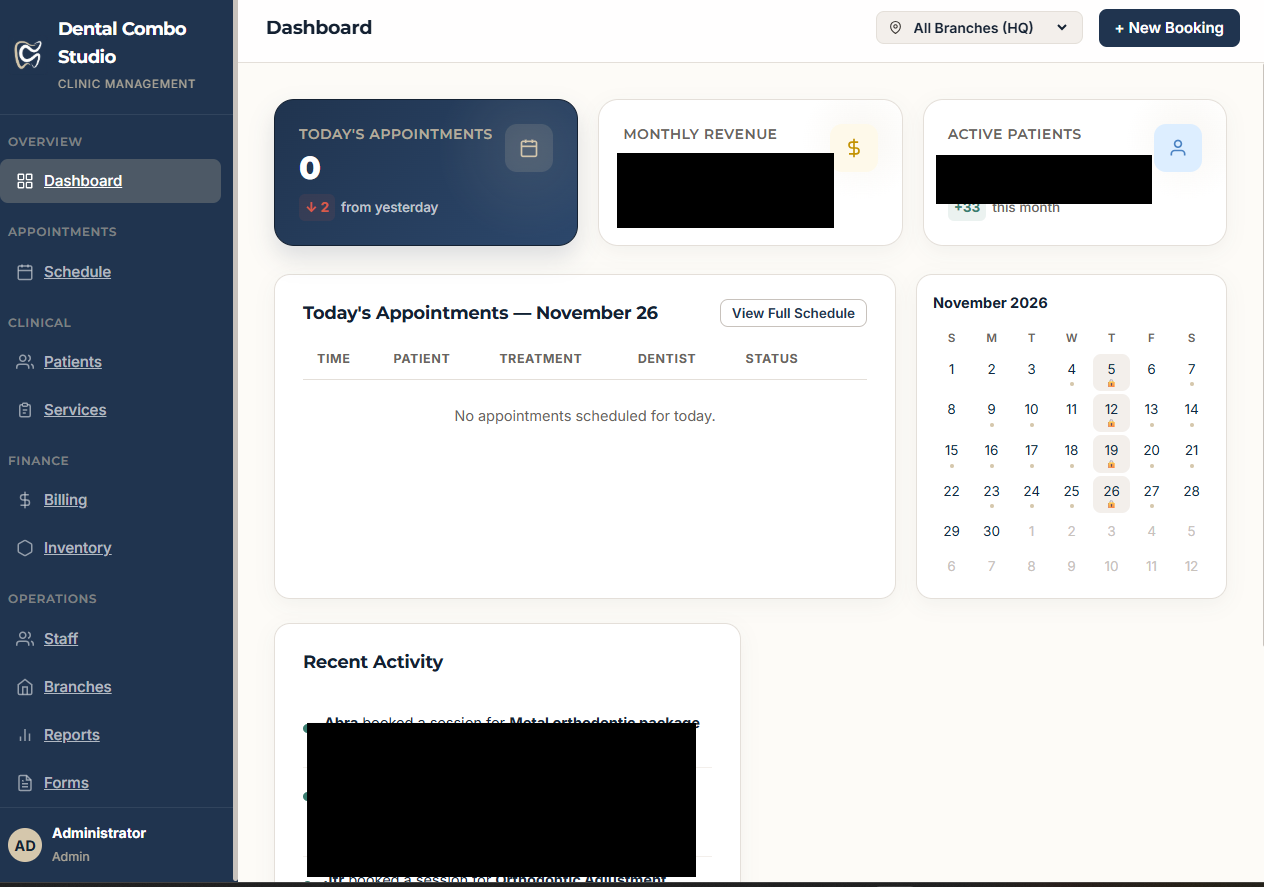 Dental Combo
Studio
CLINIC MANAGEMENT
OVERVIEW
Dashboard
APPOINTMENTS
Schedule
CLINICAL
Patients
Services
FINANCE
Billing
Inventory
OPERATIONS
Staff
Branches
Reports
Forms
AD
Administrator
Admin
Dashboard
All Branches (HQ)
+ New Booking
TODAY'S APPOINTMENTS
0
↓ 2 from yesterday
MONTHLY REVENUE
$
ACTIVE PATIENTS
+33 this month
Today's Appointments — November 26
View Full Schedule
TIME PATIENT TREATMENT DENTIST STATUS
No appointments scheduled for today.
November 2026
S M T W T F S
1 2 3 4 5 6 7
8 9 10 11 12 13 14
15 16 17 18 19 20 21
22 23 24 25 26 27 28
29 30 1 2 3 4 5
6 7 8 9 10 11 12
Recent Activity
Abra booked a session for Metal orthodontic package
booked a session for Orthodontic Adjustment